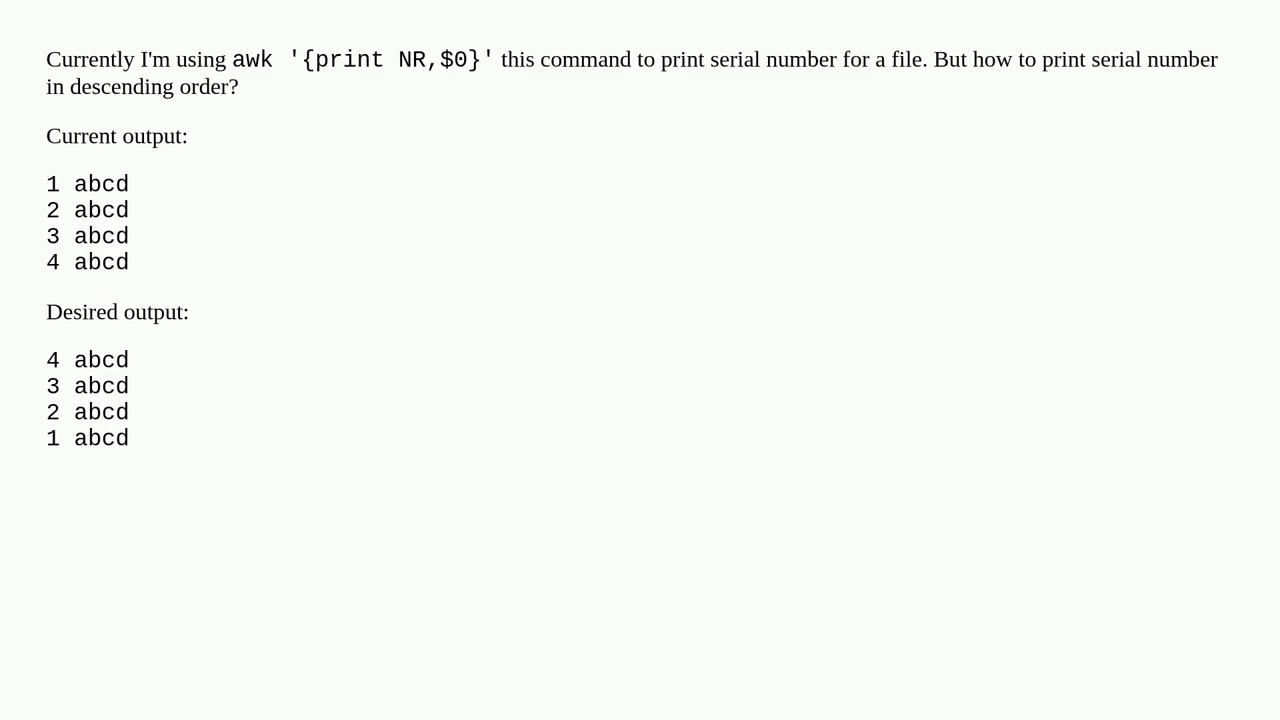 Currently I'm using awk '{print NR,$0}' this command to print serial number for a file. But how to print serial number
in descending order?
Current output:
1 abcd
2 abcd
3 abcd
4 abcd
Desired output:
4 abcd
3 abcd
2 abcd
1 abcd